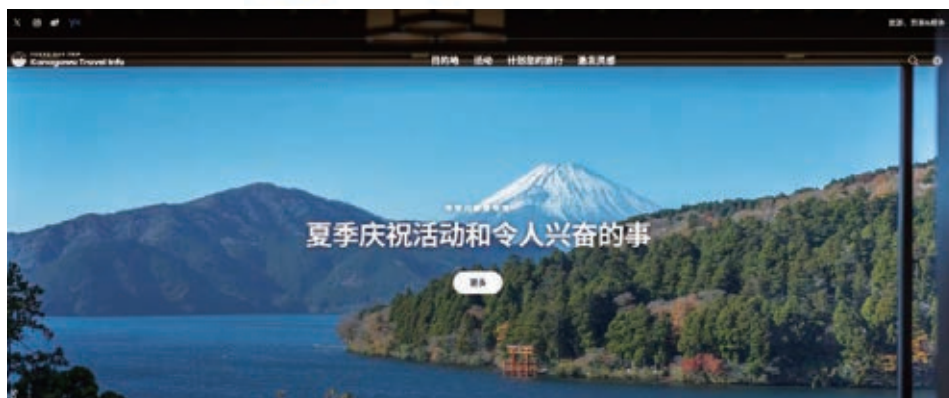 Kanagawa Travel Info
目的地 活动 计划您的旅行 激发灵感
夏季庆祝活动和令人兴奋的事
更多